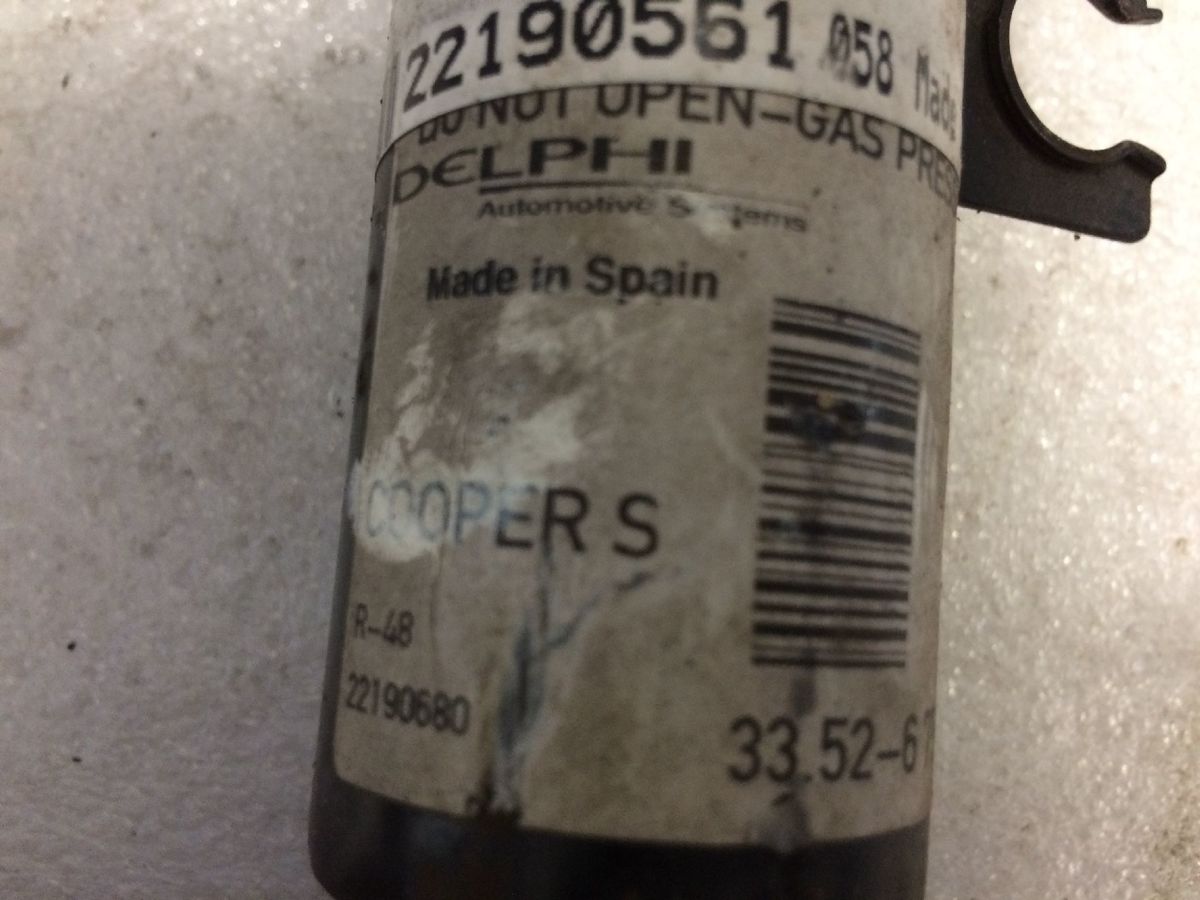 22190561 058 Made
do NOT OPEN-GAS PRES
DELPHI
Automotive Systems
Made in Spain
COOPER S
R-48
22190680
33.52-6